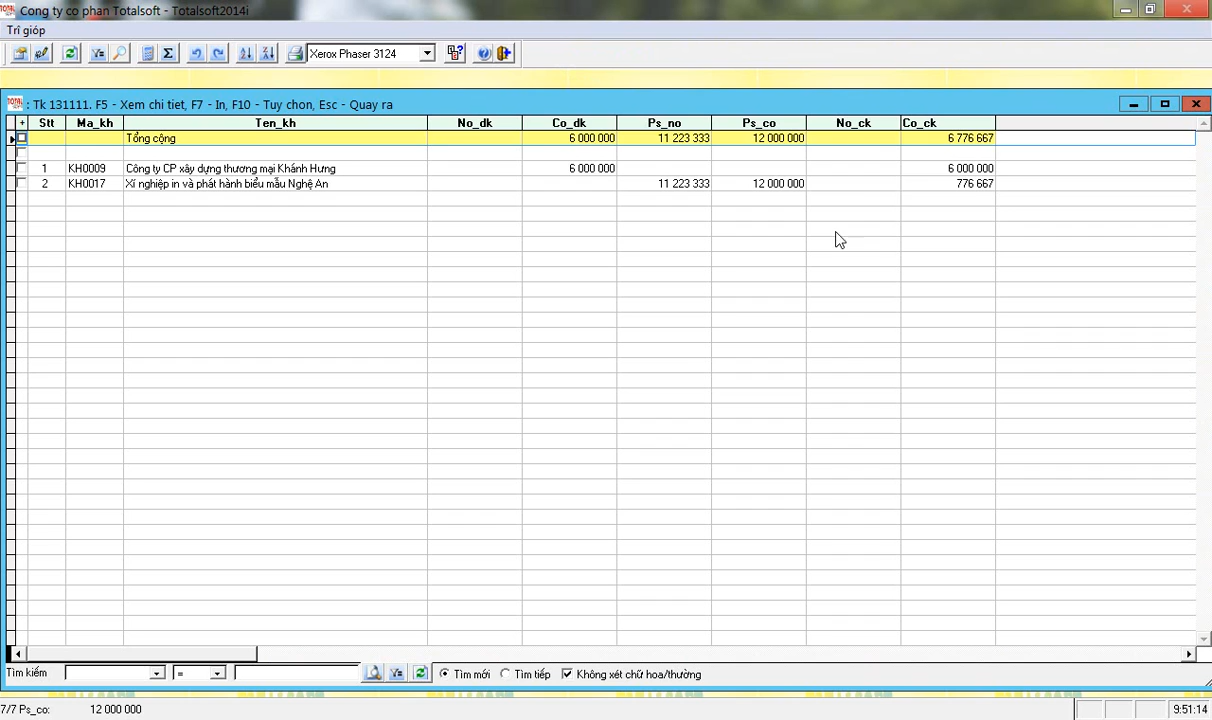 Cong ty co phan Totalsoft - Totalsoft2014i
Trî gióp
Xerox Phaser 3124
: Tk 131111. F5 - Xem chi tiet, F7 - In, F10 - Tuy chon, Esc - Quay ra
+ Stt Ma_kh Ten_kh No_dk Co_dk Ps_no Ps_co No_ck Co_ck
Tổng cộng 6 000 000 11 223 333 12 000 000 6 776 667
1 KH0009 Công ty CP xây dựng thương mại Khánh Hưng 6 000 000 6 000 000
2 KH0017 Xí nghiệp in và phát hành biểu mẫu Nghệ An 11 223 333 12 000 000 776 667
Tìm kiếm = Tìm mới Tìm tiếp Không xét chữ hoa/thường
7/7 Ps_co: 12 000 000 9:51:14